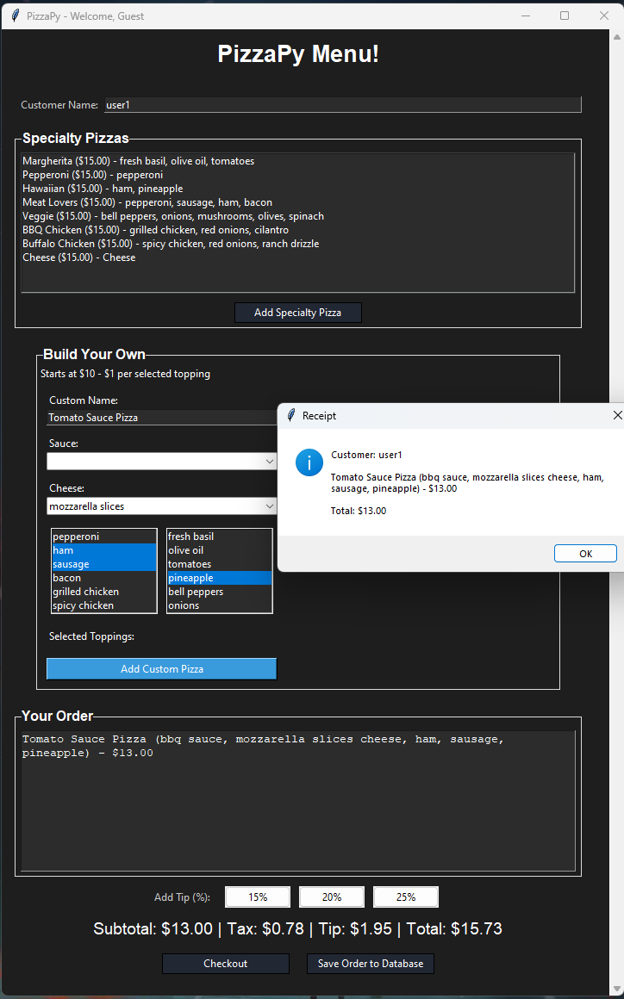 PizzaPy - Welcome, Guest
PizzaPy Menu!
Customer Name: user1
Specialty Pizzas
Margherita ($15.00) - fresh basil, olive oil, tomatoes
Pepperoni ($15.00) - pepperoni
Hawaiian ($15.00) - ham, pineapple
Meat Lovers ($15.00) - pepperoni, sausage, ham, bacon
Veggie ($15.00) - bell peppers, onions, mushrooms, olives, spinach
BBQ Chicken ($15.00) - grilled chicken, red onions, cilantro
Buffalo Chicken ($15.00) - spicy chicken, red onions, ranch drizzle
Cheese ($15.00) - Cheese
Add Specialty Pizza
Build Your Own
Starts at $10 - $1 per selected topping
Custom Name:
Tomato Sauce Pizza
Sauce:
Cheese:
mozzarella slices
pepperoni
ham
sausage
bacon
grilled chicken
spicy chicken
fresh basil
olive oil
tomatoes
pineapple
bell peppers
onions
Selected Toppings:
Add Custom Pizza
Receipt
Customer: user1
Tomato Sauce Pizza (bbq sauce, mozzarella slices cheese, ham,
sausage, pineapple) - $13.00
Total: $13.00
OK
Your Order
Tomato Sauce Pizza (bbq sauce, mozzarella slices cheese, ham, sausage,
pineapple) - $13.00
Add Tip (%): 15% 20% 25%
Subtotal: $13.00 | Tax: $0.78 | Tip: $1.95 | Total: $15.73
Checkout Save Order to Database